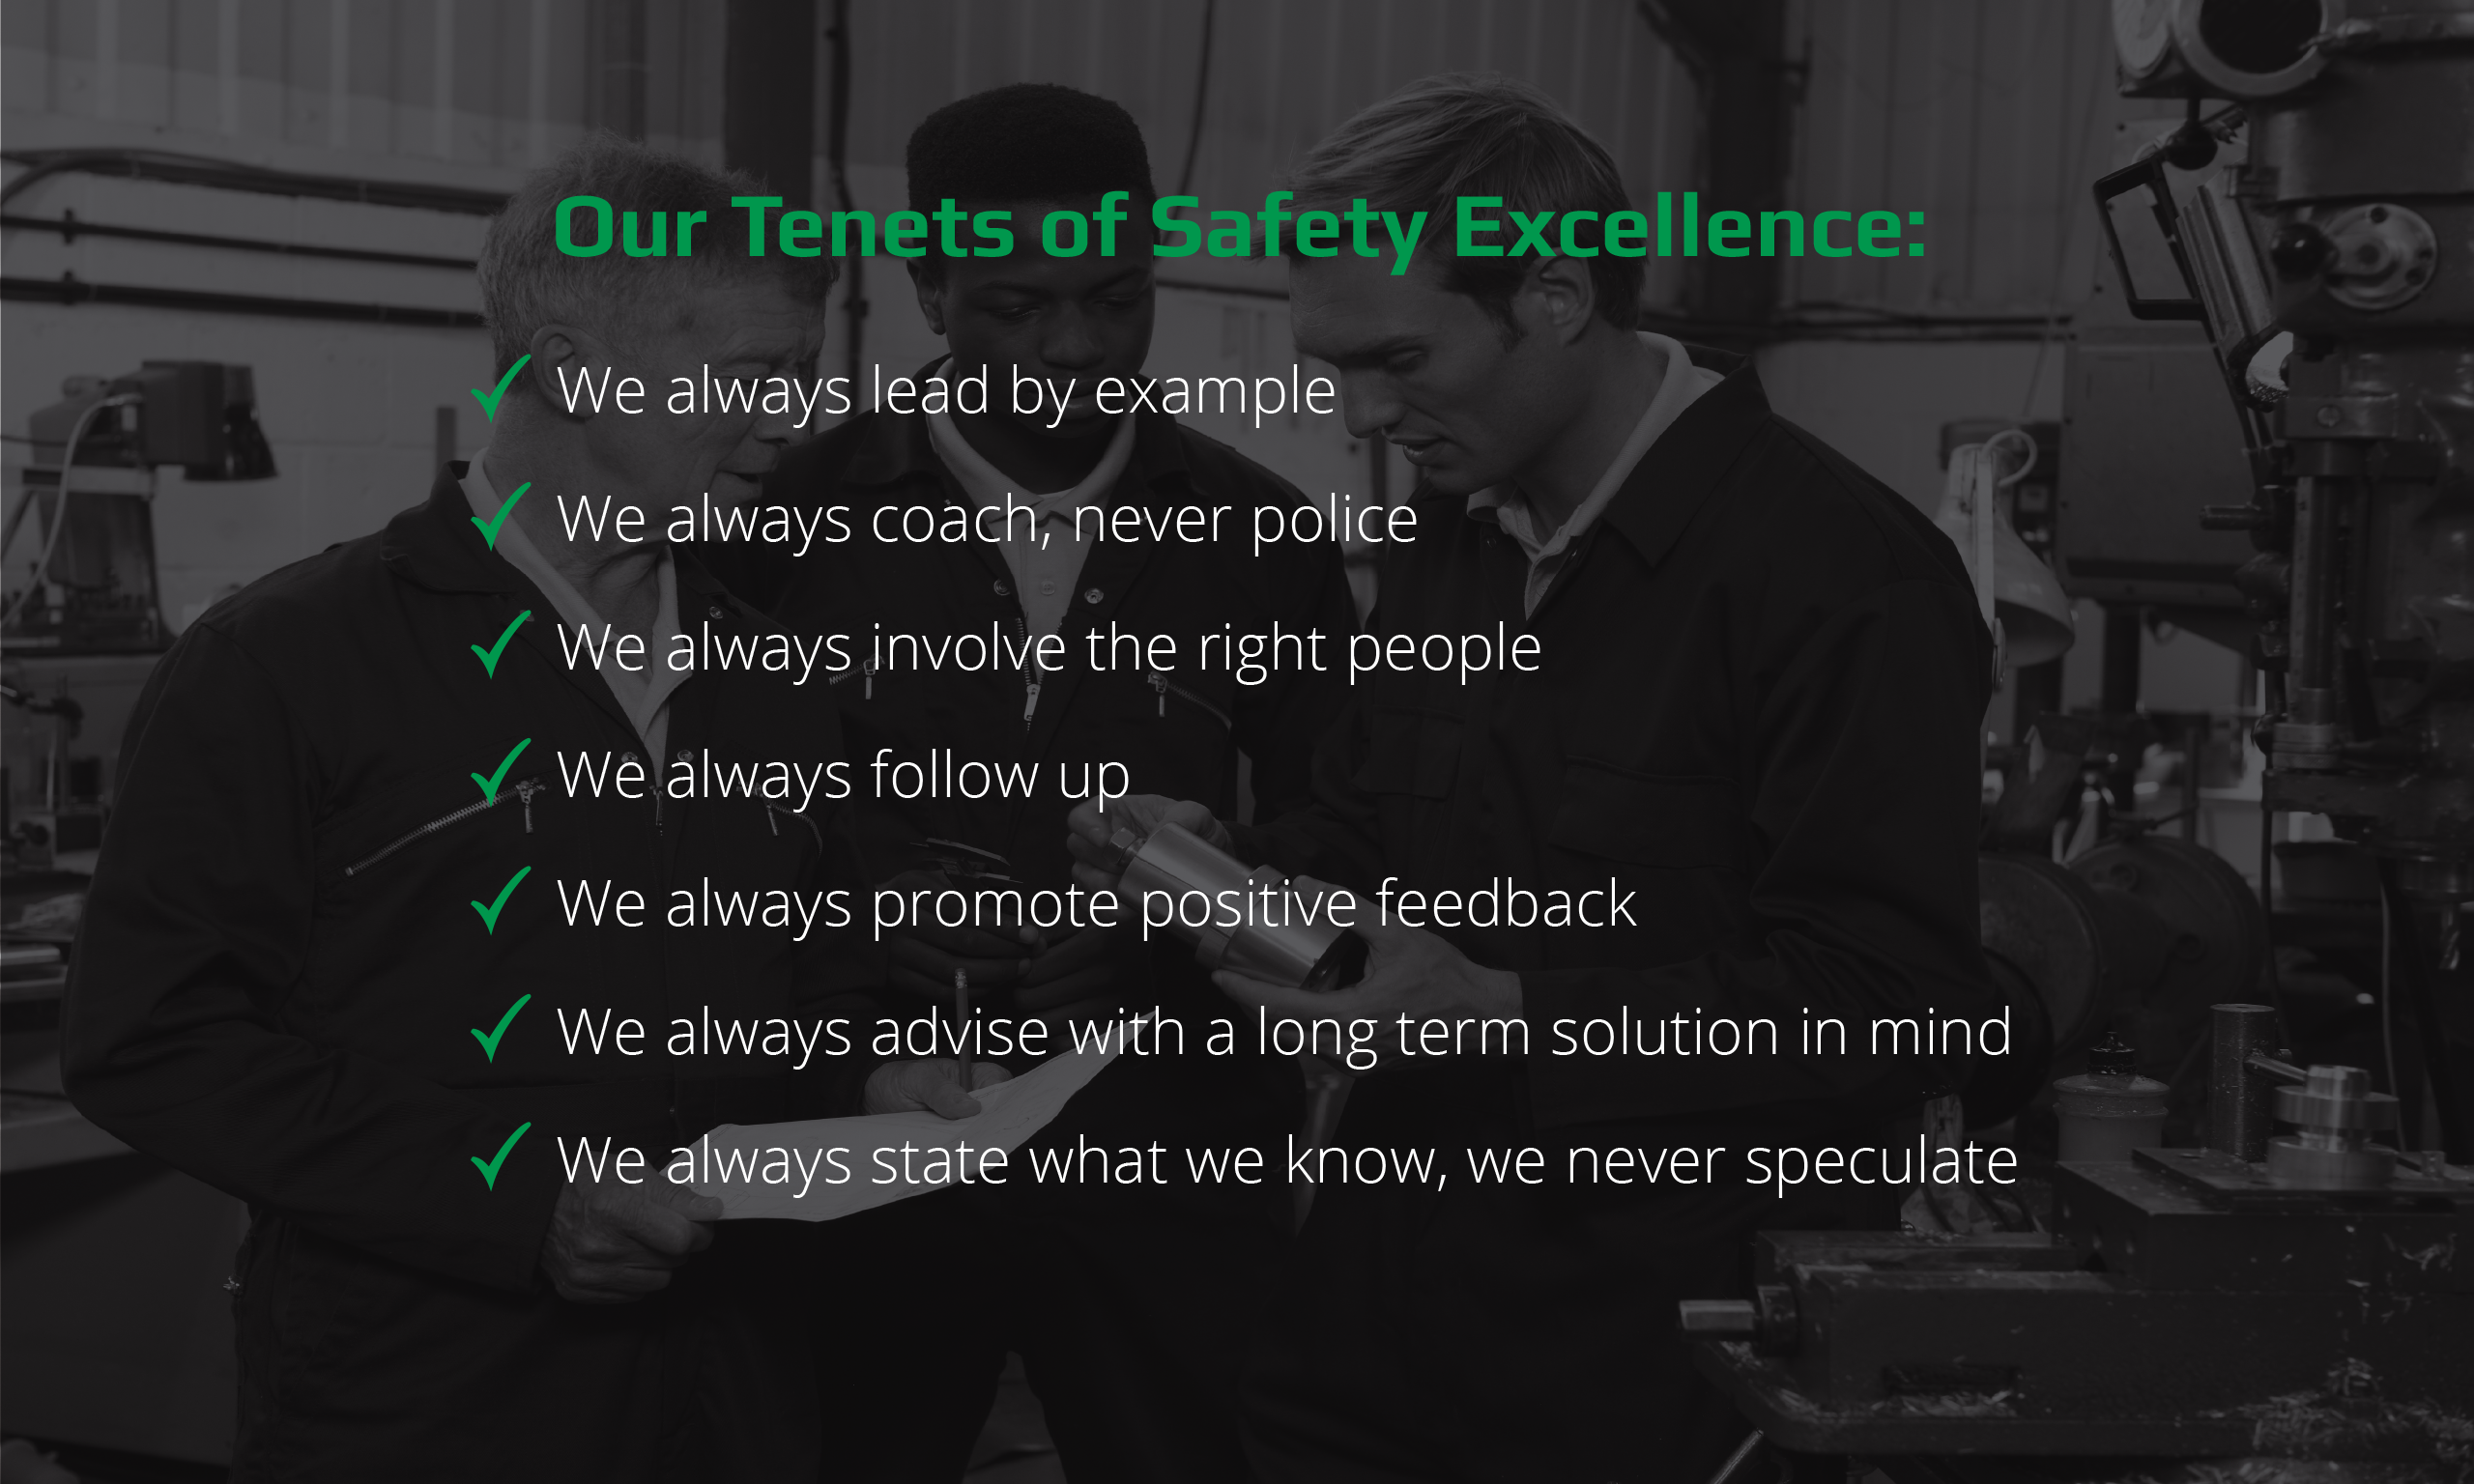 Our Tenets of Safety Excellence:
We always lead by example
We always coach, never police
We always involve the right people
We always follow up
We always promote positive feedback
We always advise with a long term solution in mind
We always state what we know, we never speculate